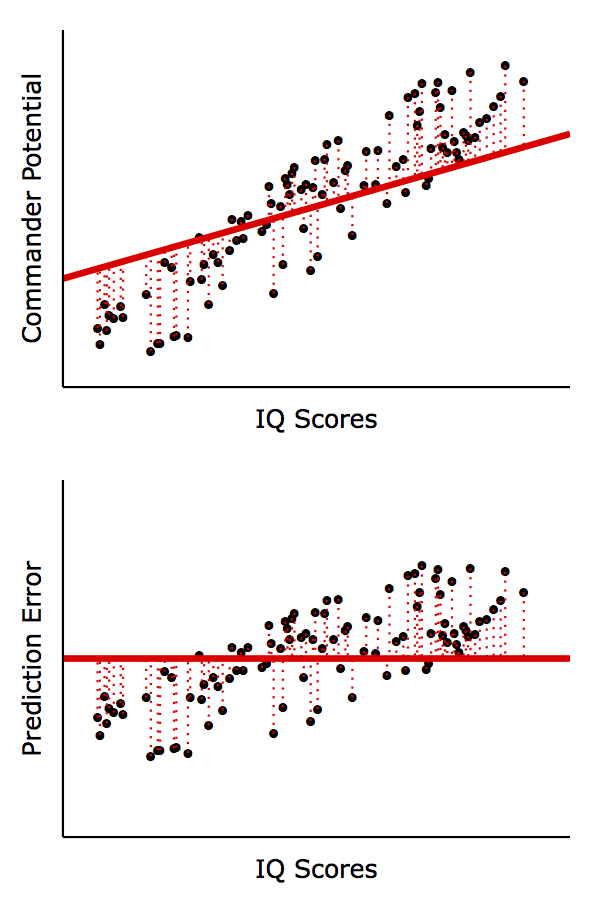 Commander Potential
IQ Scores
Prediction Error
IQ Scores